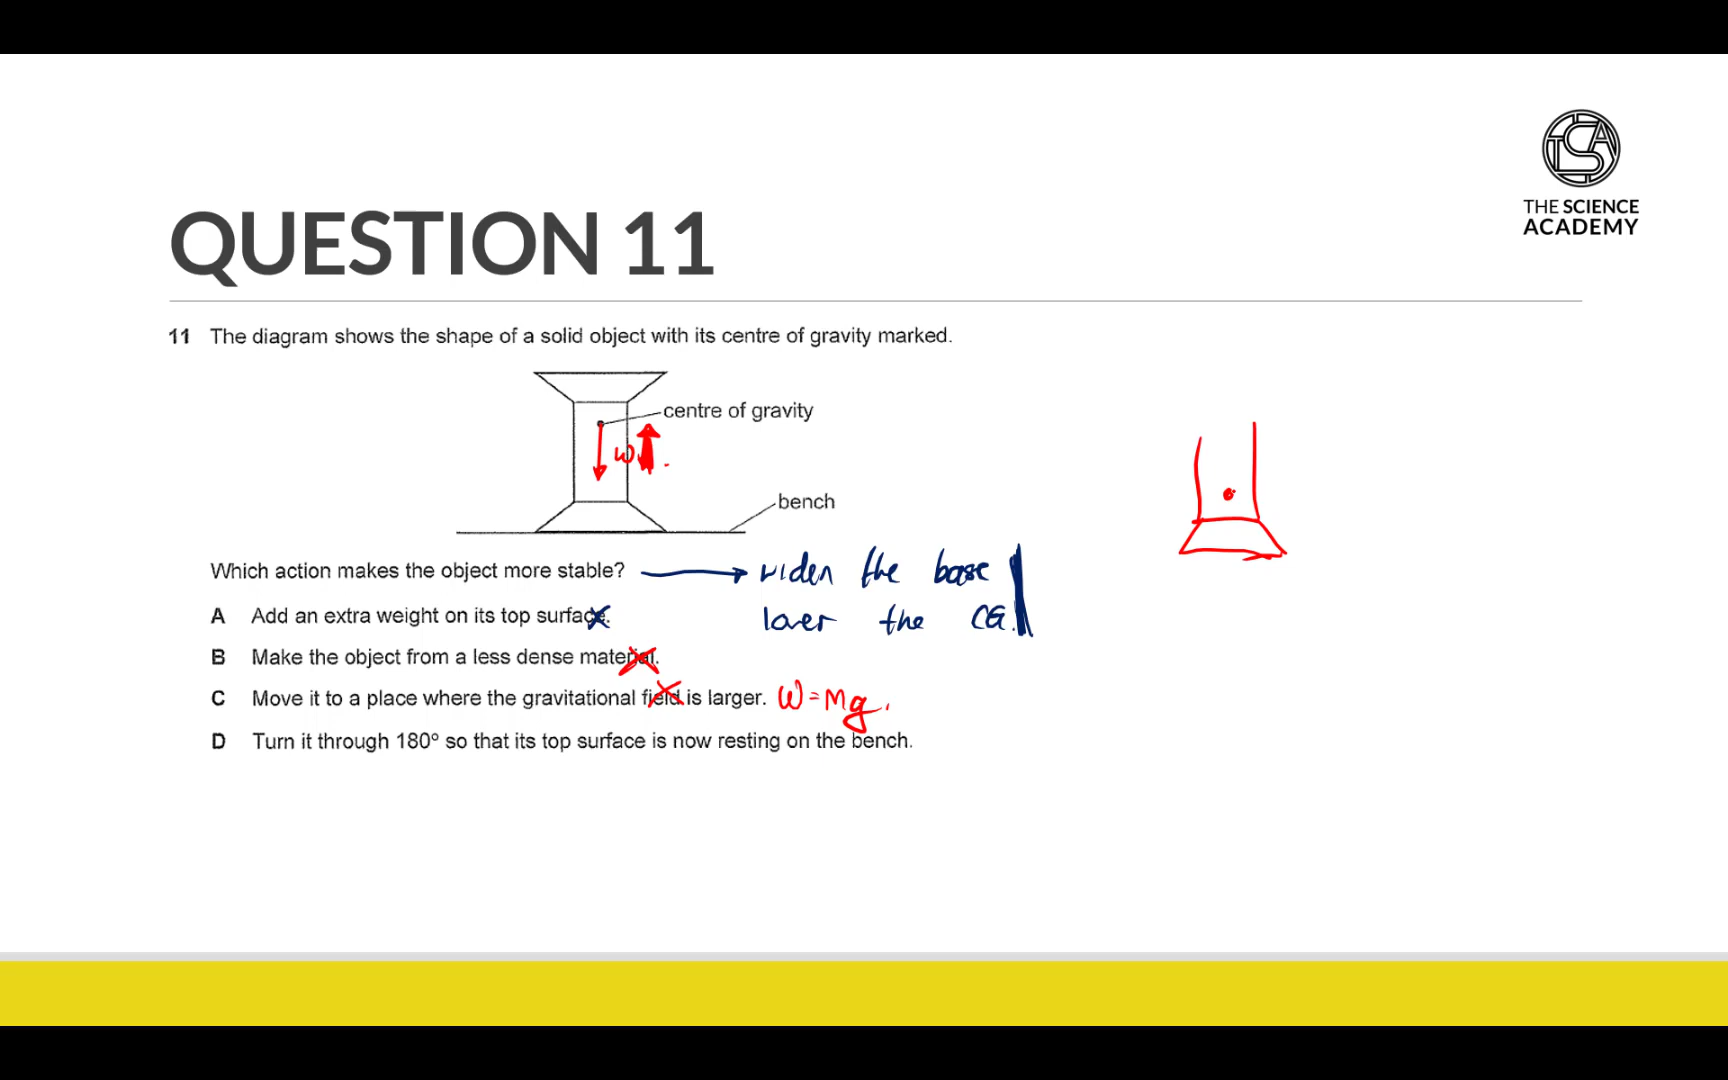 THE SCIENCE
ACADEMY
QUESTION 11
11 The diagram shows the shape of a solid object with its centre of gravity marked.
centre of gravity
W
bench
Which action makes the object more stable? widen the base
A Add an extra weight on its top surface. lower the CG.
B Make the object from a less dense material.
C Move it to a place where the gravitational field is larger. W=mg.
D Turn it through 180° so that its top surface is now resting on the bench.